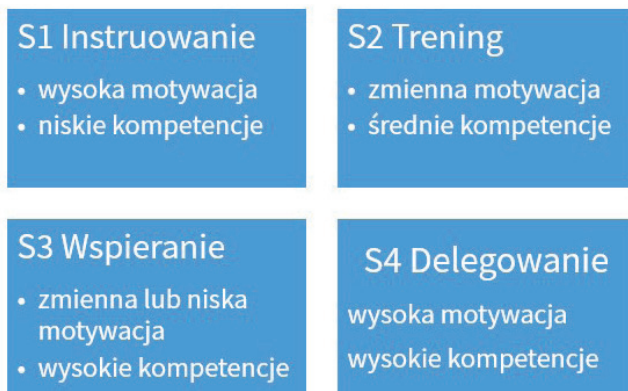 S1 Instruowanie
• wysoka motywacja
• niskie kompetencje
S2 Trening
• zmienna motywacja
• średnie kompetencje
S3 Wspieranie
• zmienna lub niska
motywacja
• wysokie kompetencje
S4 Delegowanie
wysoka motywacja
wysokie kompetencje